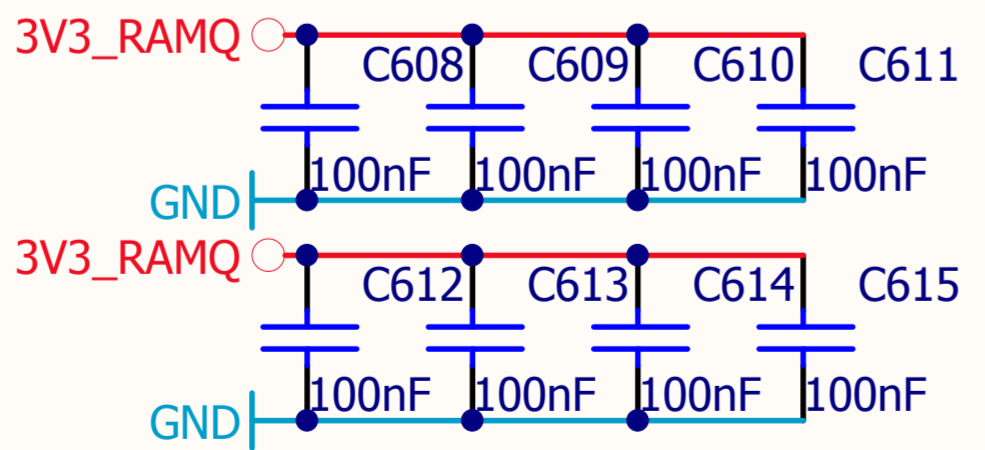 3V3_RAMQ
C608 C609 C610 C611
100nF 100nF 100nF 100nF
GND
3V3_RAMQ
C612 C613 C614 C615
100nF 100nF 100nF 100nF
GND